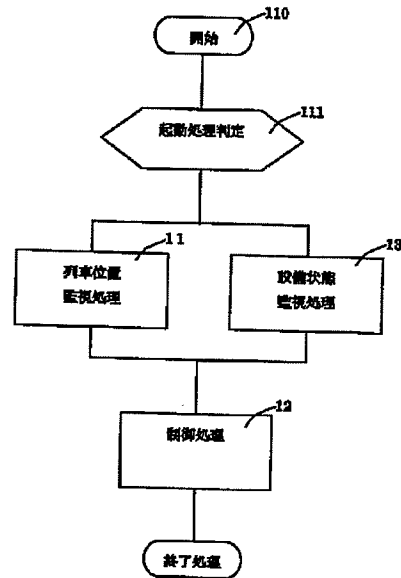 110
開始
111
起動処理判定
11
列車位置
監視処理
13
設備状態
監視処理
12
制御処理
終了処理